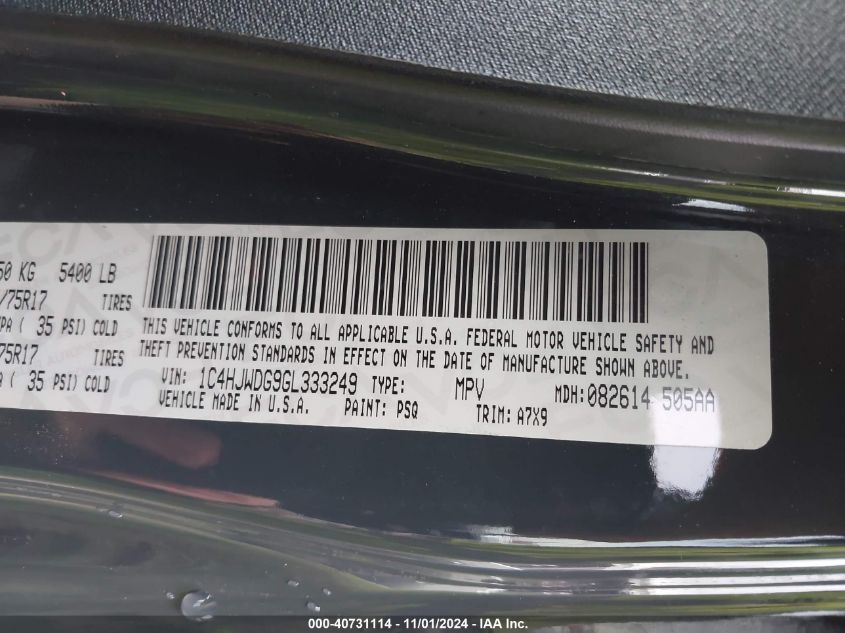 50 KG 5400 LB
/75R17 TIRES
PA ( 35 PSI) COLD
75R17 TIRES
A ( 35 PSI) COLD
THIS VEHICLE CONFORMS TO ALL APPLICABLE U.S.A. FEDERAL MOTOR VEHICLE SAFETY AND
THEFT PREVENTION STANDARDS IN EFFECT ON THE DATE OF MANUFACTURE SHOWN ABOVE.
VIN: 1C4HJWDG9GL333249 TYPE: MPV MDH: 082614 505AA
VEHICLE MADE IN U.S.A. PAINT: PSQ TRIM: A7X9
000-40731114 - 11/01/2024 - IAA Inc.